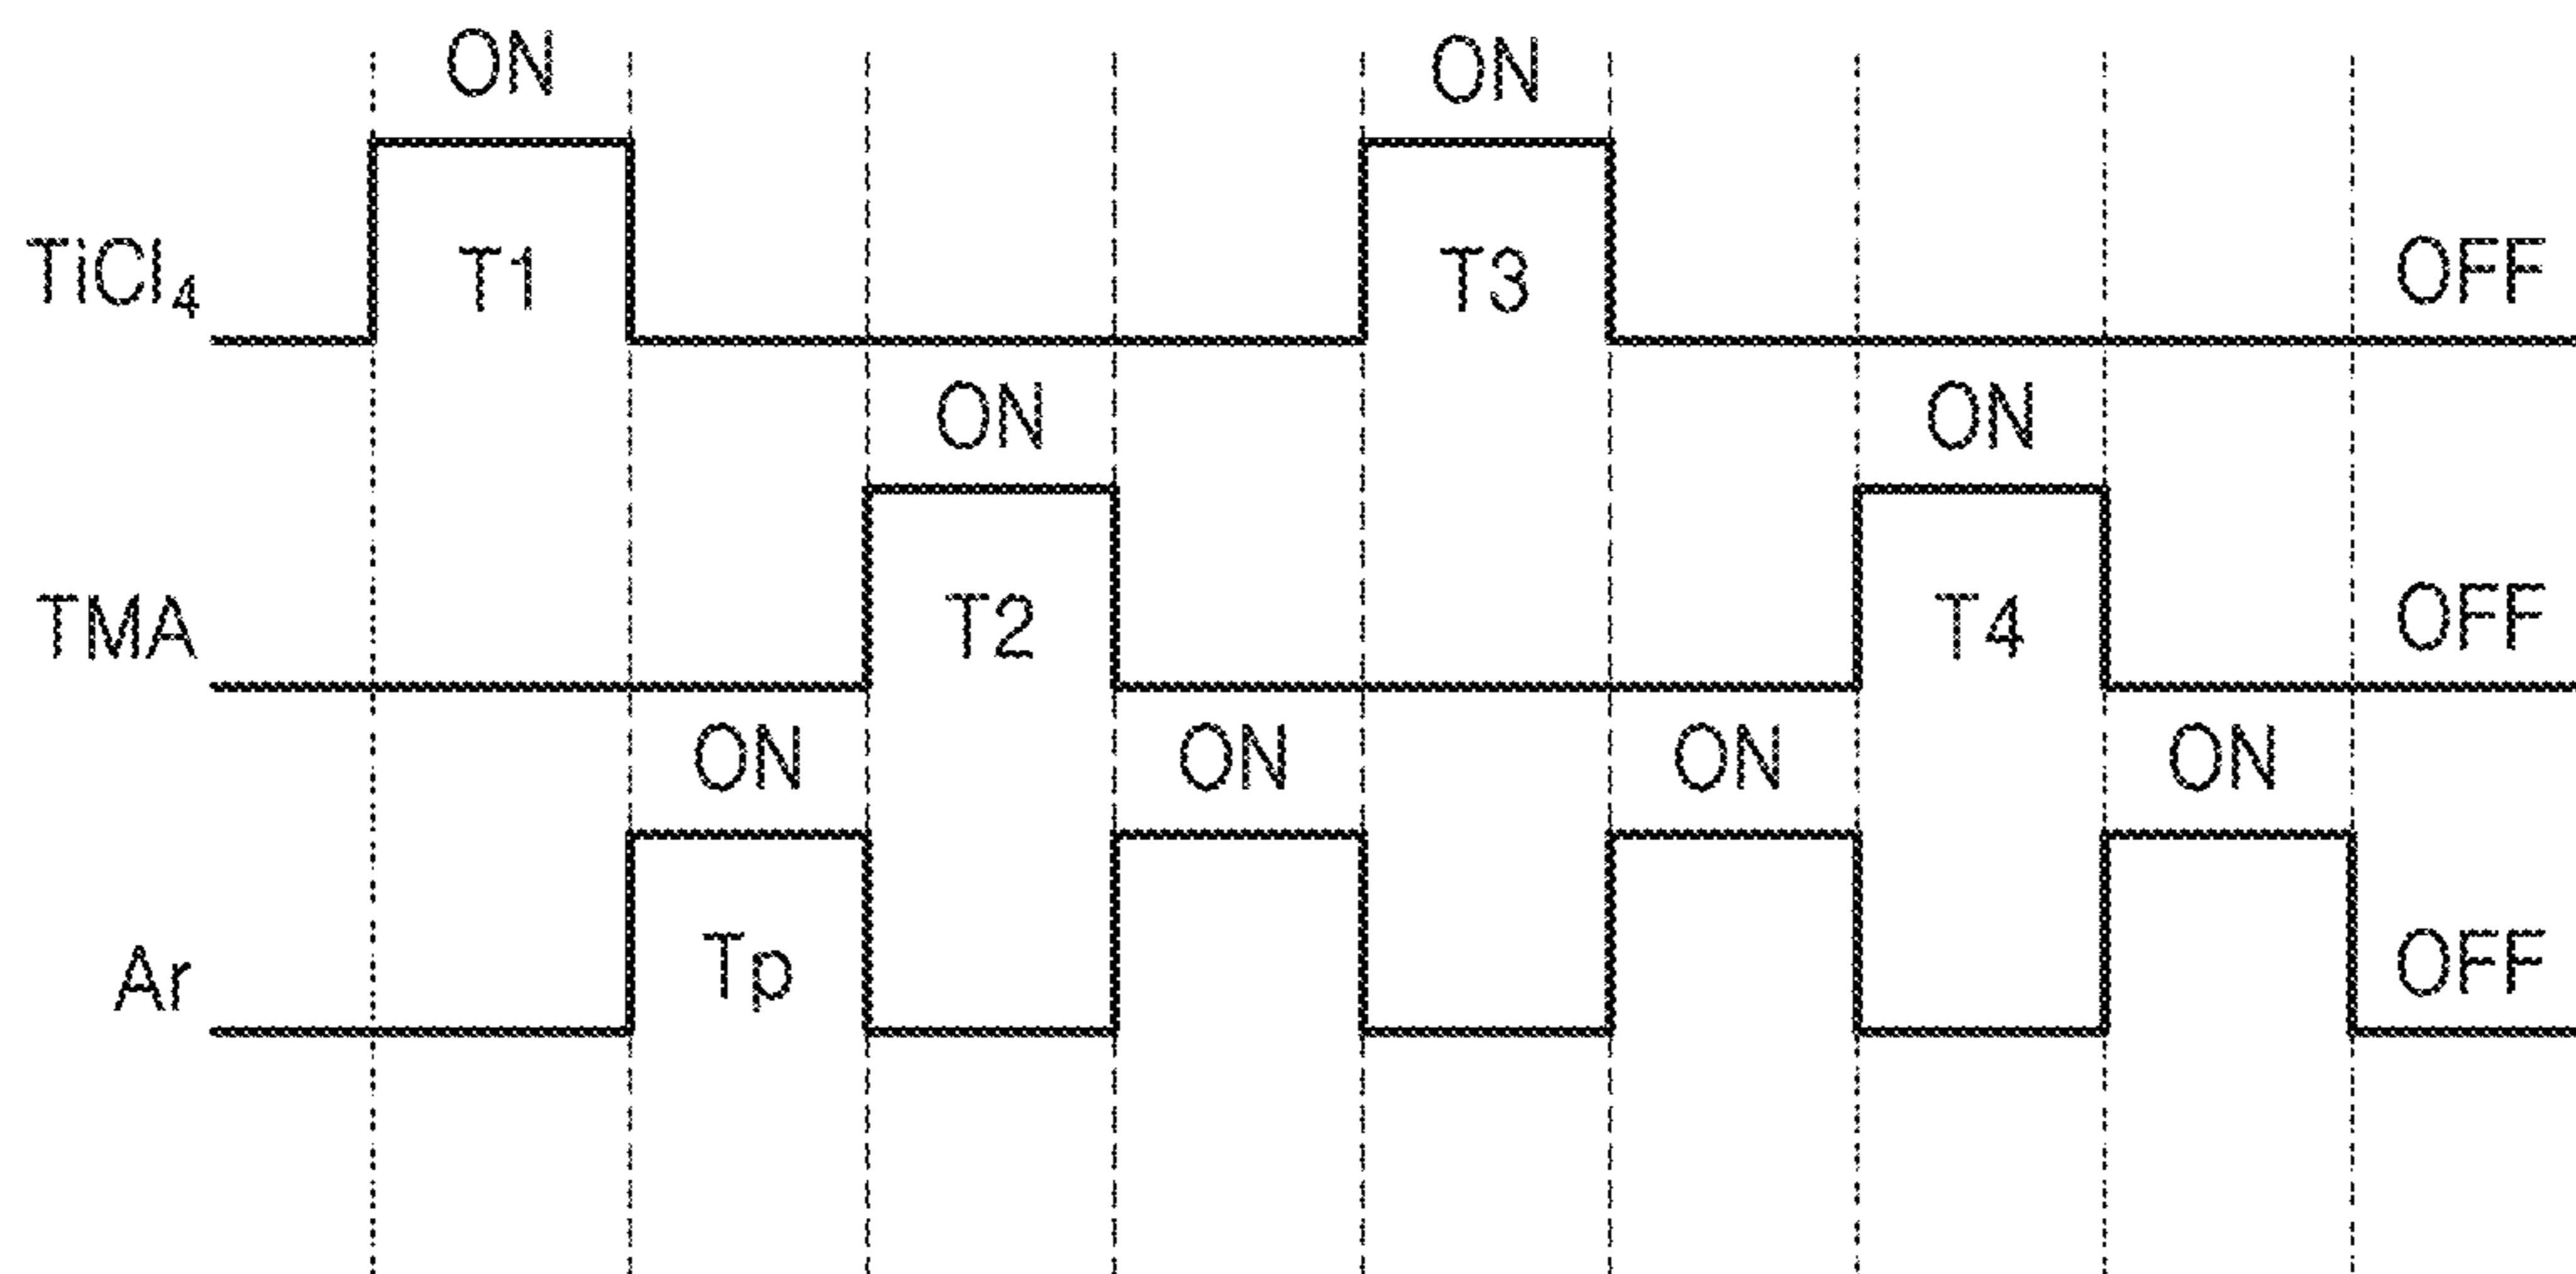 ON ON
TiCl₄ T1 T3 OFF
ON ON
TMA T2 T4 OFF
ON ON ON ON
Ar Tp OFF